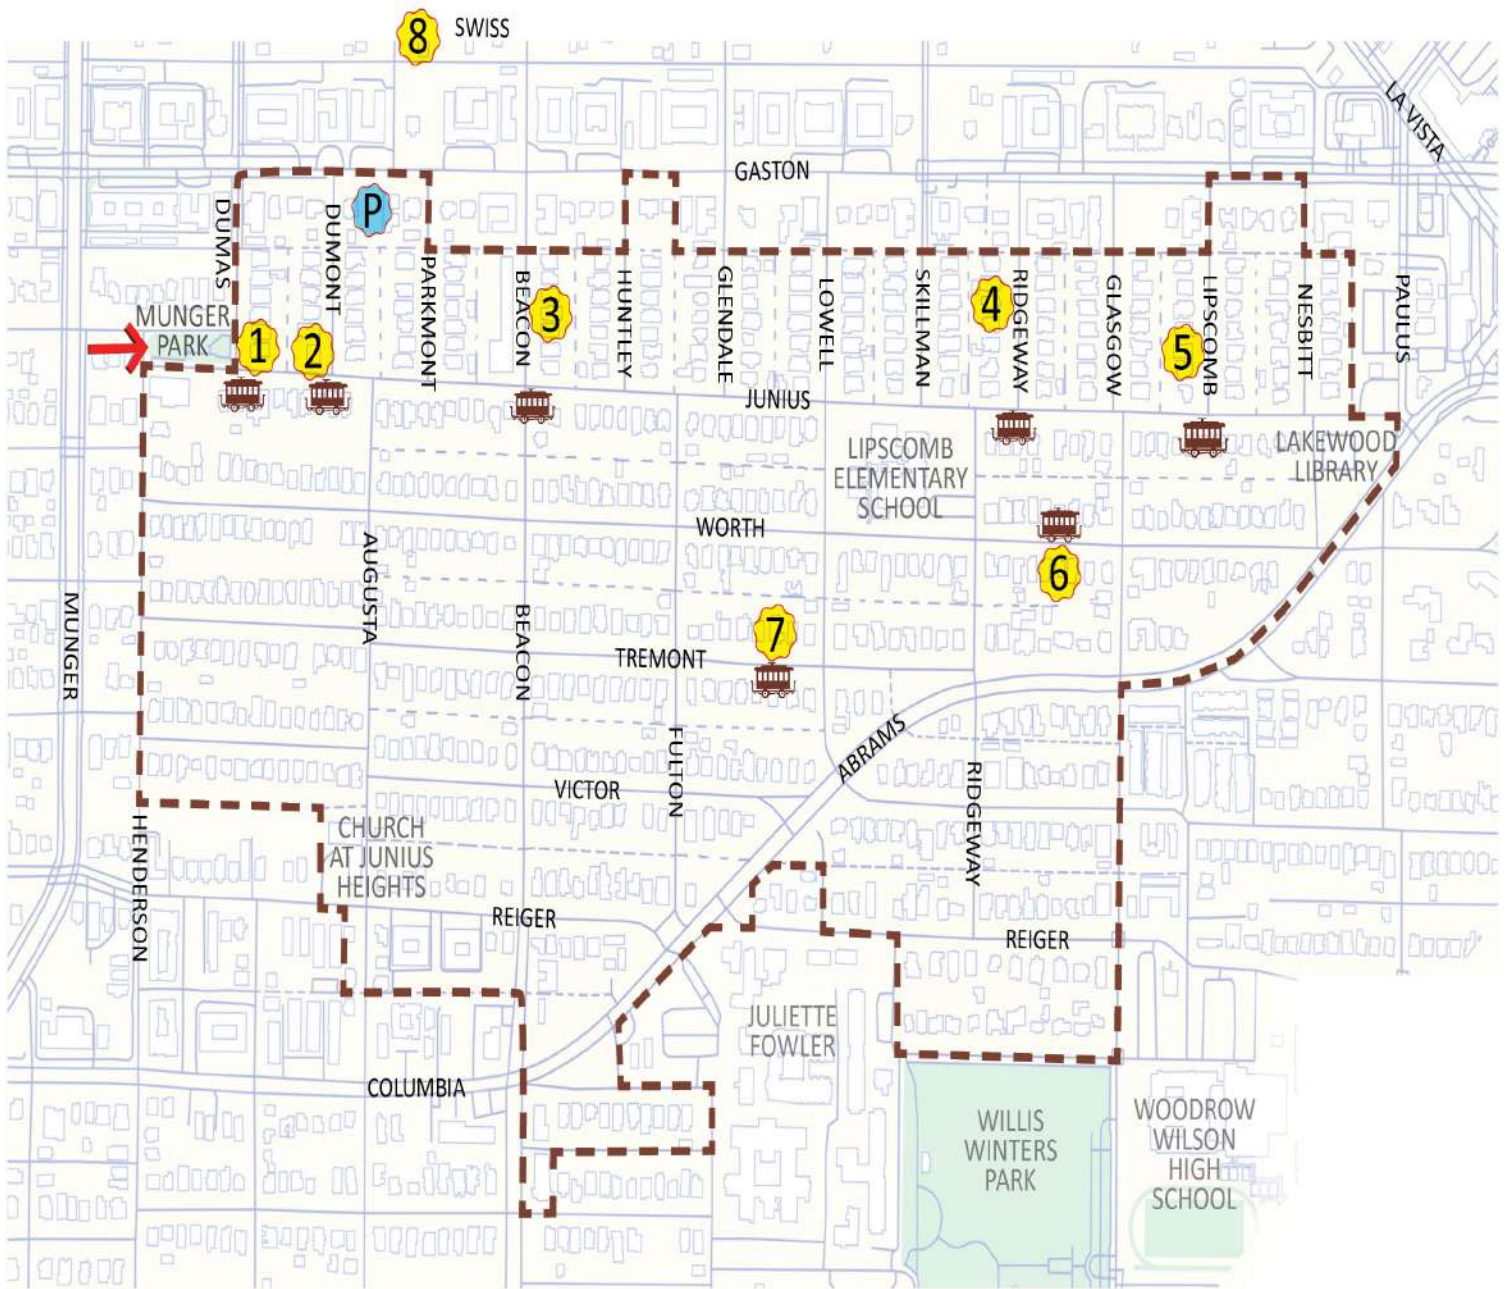 8
SWISS
LA VISTA
GASTON
P
DUMAS
DUMONT
PARKMONT
BEACON
HUNTLEY
GLENDALE
LOWELL
SKILLMAN
RIDGEWAY
GLASGOW
LIPSCOMB
NESBITT
PAULUS
MUNGER
PARK
1
2
3
4
5
JUNIUS
LIPSCOMB
ELEMENTARY
SCHOOL
LAKEWOOD
LIBRARY
WORTH
6
AUGUSTA
MUNGER
BEACON
7
TREMONT
FULTON
ABRAMS
RIDGEWAY
VICTOR
HENDERSON
CHURCH
AT JUNIUS
HEIGHTS
REIGER
REIGER
JULIETTE
FOWLER
COLUMBIA
WILLIS
WINTERS
PARK
WOODROW
WILSON
HIGH
SCHOOL